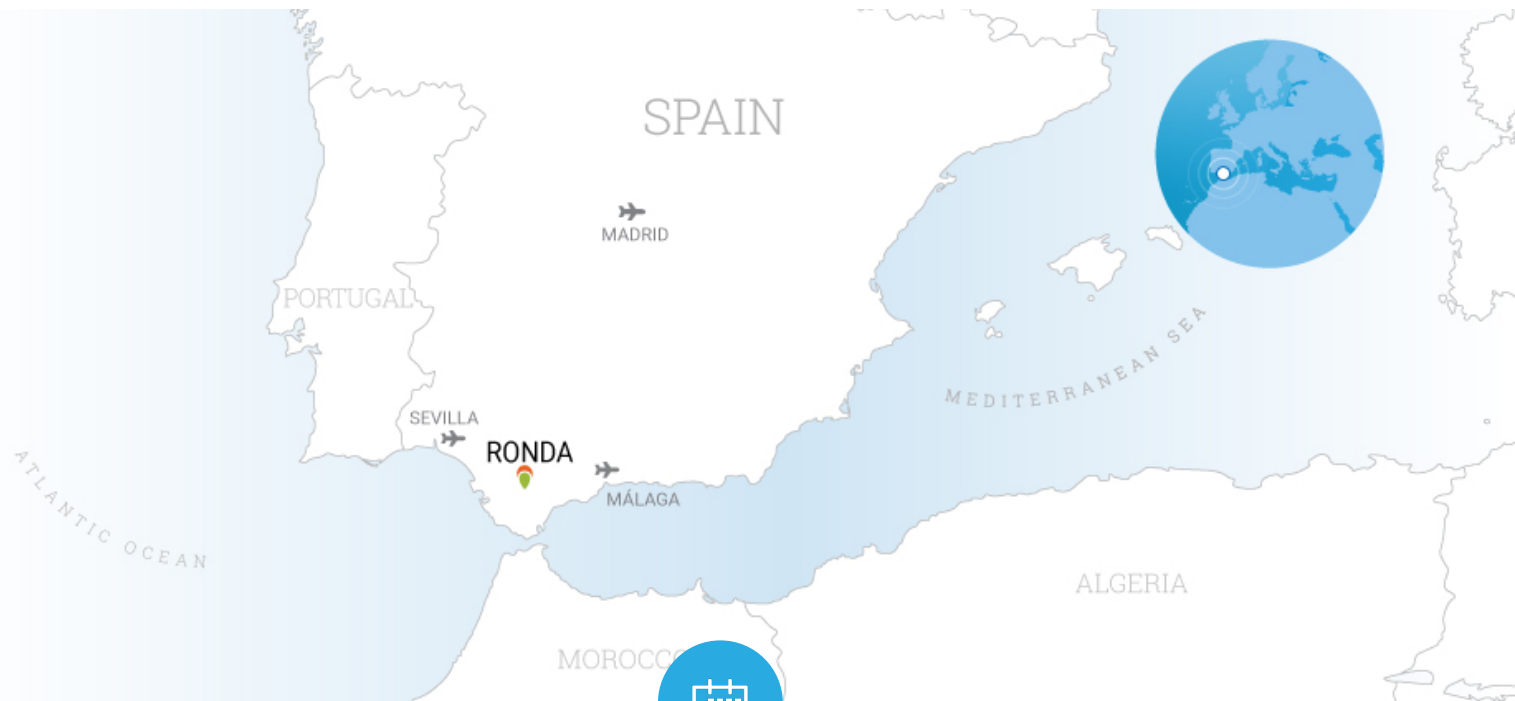 SPAIN
MADRID
PORTUGAL
MEDITERRANEAN SEA
SEVILLA
RONDA
MÁLAGA
ATLANTIC OCEAN
ALGERIA
MOROCCO